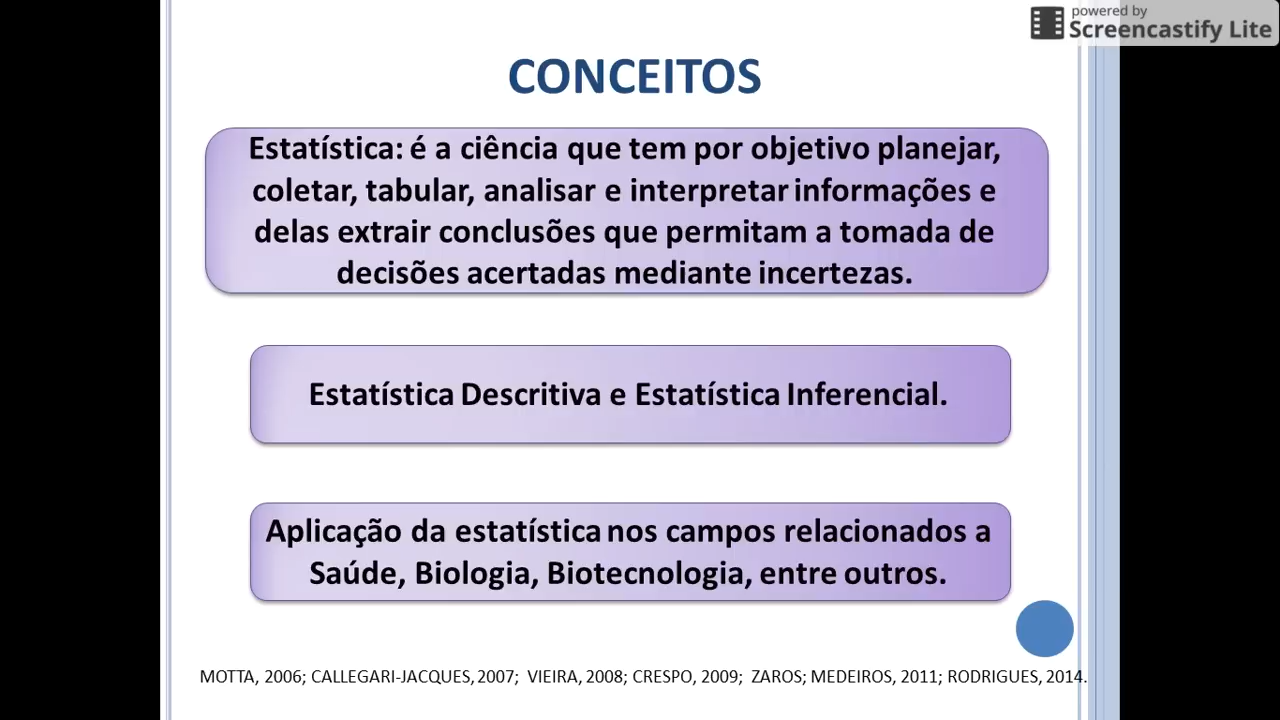 powered by
Screencastify Lite
CONCEITOS
Estatística: é a ciência que tem por objetivo planejar,
coletar, tabular, analisar e interpretar informações e
delas extrair conclusões que permitam a tomada de
decisões acertadas mediante incertezas.
Estatística Descritiva e Estatística Inferencial.
Aplicação da estatística nos campos relacionados a
Saúde, Biologia, Biotecnologia, entre outros.
MOTTA, 2006; CALLEGARI-JACQUES, 2007; VIEIRA, 2008; CRESPO, 2009; ZAROS; MEDEIROS, 2011; RODRIGUES, 2014.